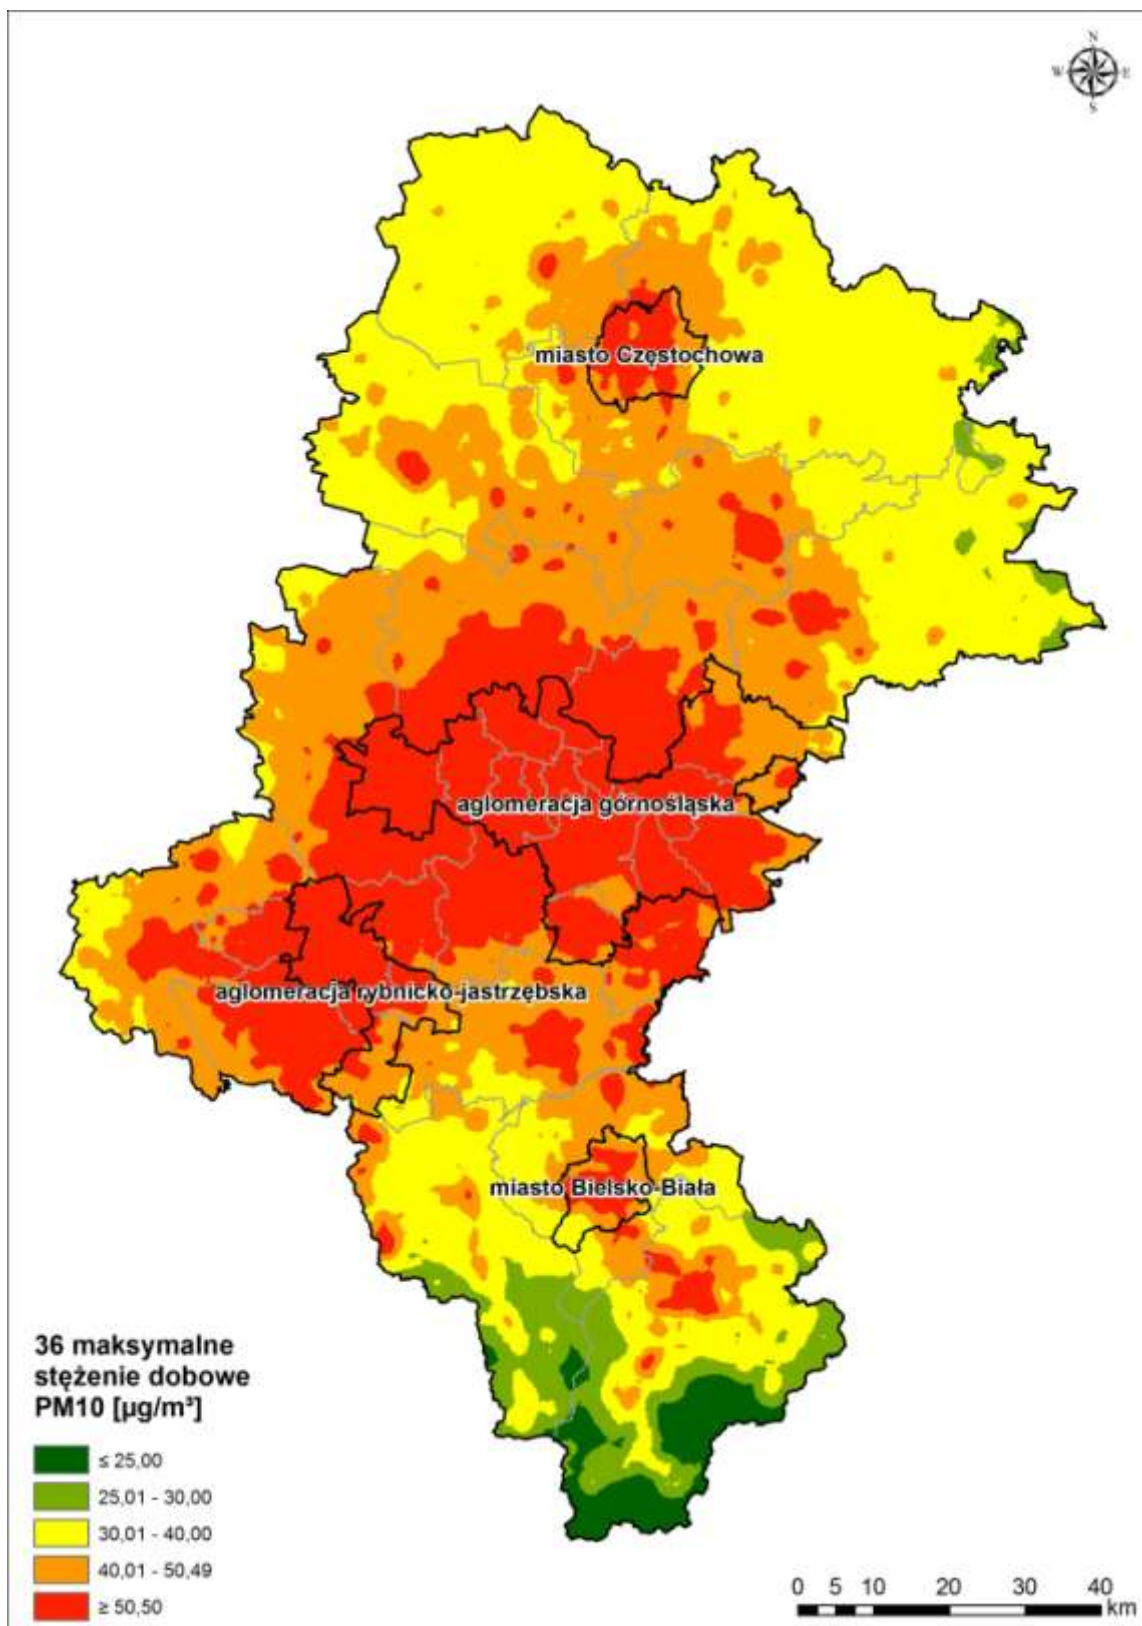 N
W E
S
miasto Częstochowa
aglomeracja górnośląska
aglomeracja rybnicko-jastrzębska
miasto Bielsko-Biała
36 maksymalne
stężenie dobowe
PM10 [µg/m³]
≤ 25,00
25,01 - 30,00
30,01 - 40,00
40,01 - 50,49
≥ 50,50
0 5 10 20 30 40
km